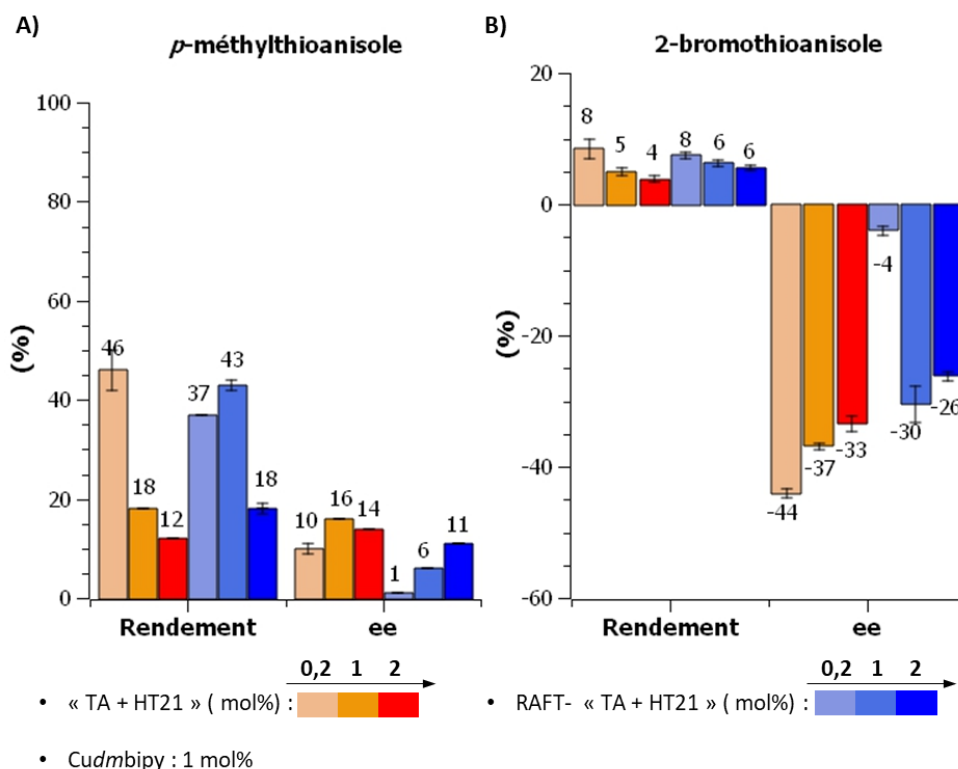 A)
p-méthylthioanisole
100
80
60
40
20
0
(%)
46
18
12
37
43
18
10
16
14
1
6
11
Rendement
ee
B)
2-bromothioanisole
20
0
-20
-40
-60
(%)
8
5
4
8
6
6
-44
-37
-33
-4
-30
-26
Rendement
ee
0,2 1 2
• « TA + HT21 » ( mol%) :
0,2 1 2
• RAFT- « TA + HT21 » ( mol%) :
• Cudmbipy : 1 mol%